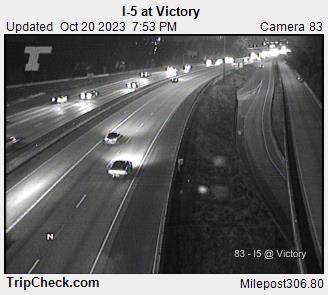 I-5 at Victory
Updated Oct 20 2023 7:53 PM Camera 83
T
N
83 - I5 @ Victory
TripCheck.com Milepost306.80